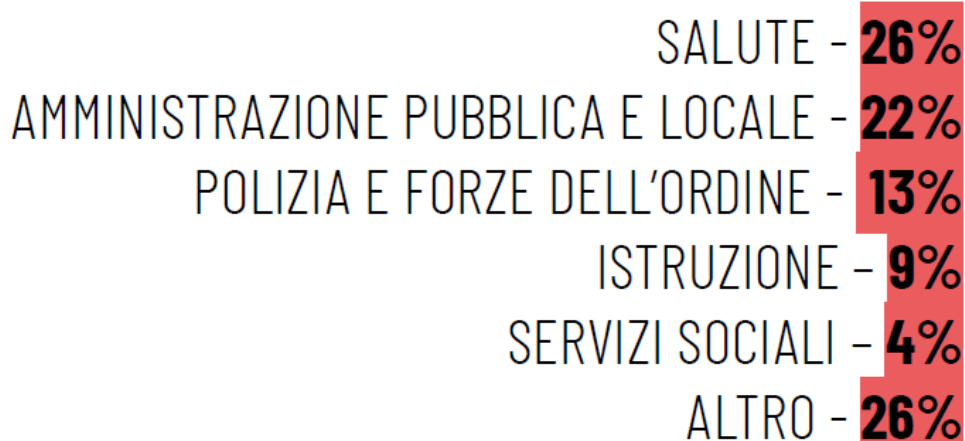 SALUTE - 26%
AMMINISTRAZIONE PUBBLICA E LOCALE - 22%
POLIZIA E FORZE DELL'ORDINE - 13%
ISTRUZIONE - 9%
SERVIZI SOCIALI - 4%
ALTRO - 26%